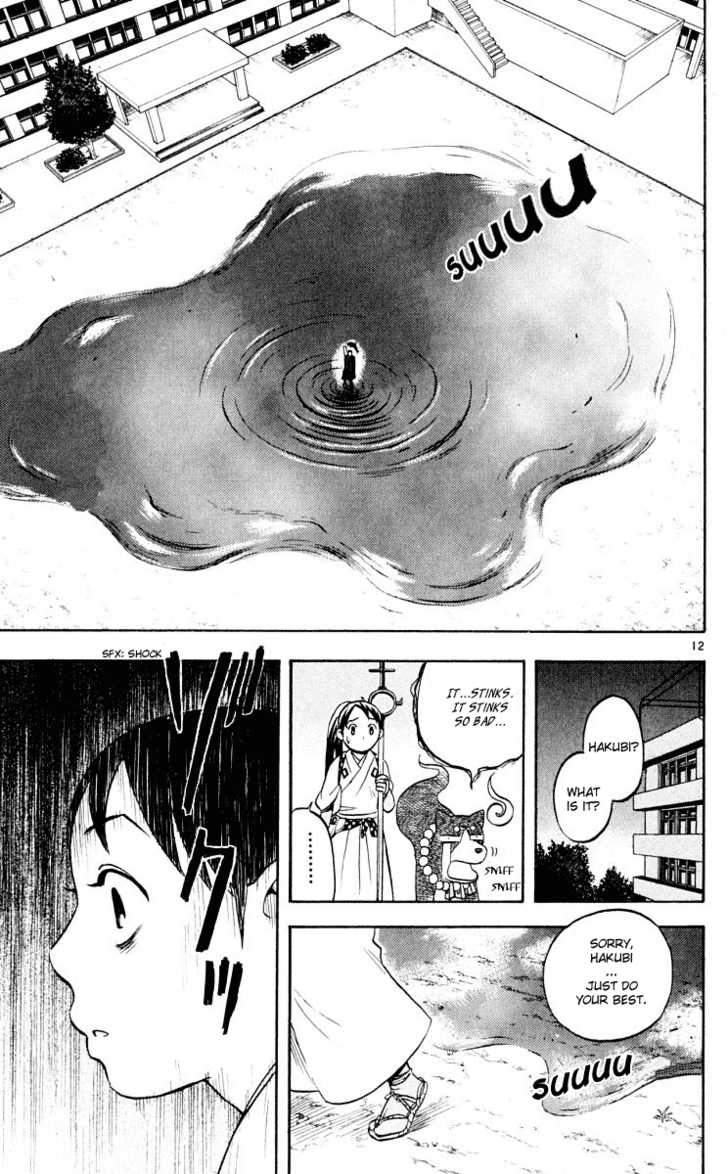 suuuu
12
HAKUBI?
WHAT
IS IT?
IT...STINKS.
IT STINKS
SO BAD...
SNIFF
SNIFF
.........
SORRY,
HAKUBI
...
JUST DO
YOUR BEST.
suuuu
SFX: SHOCK